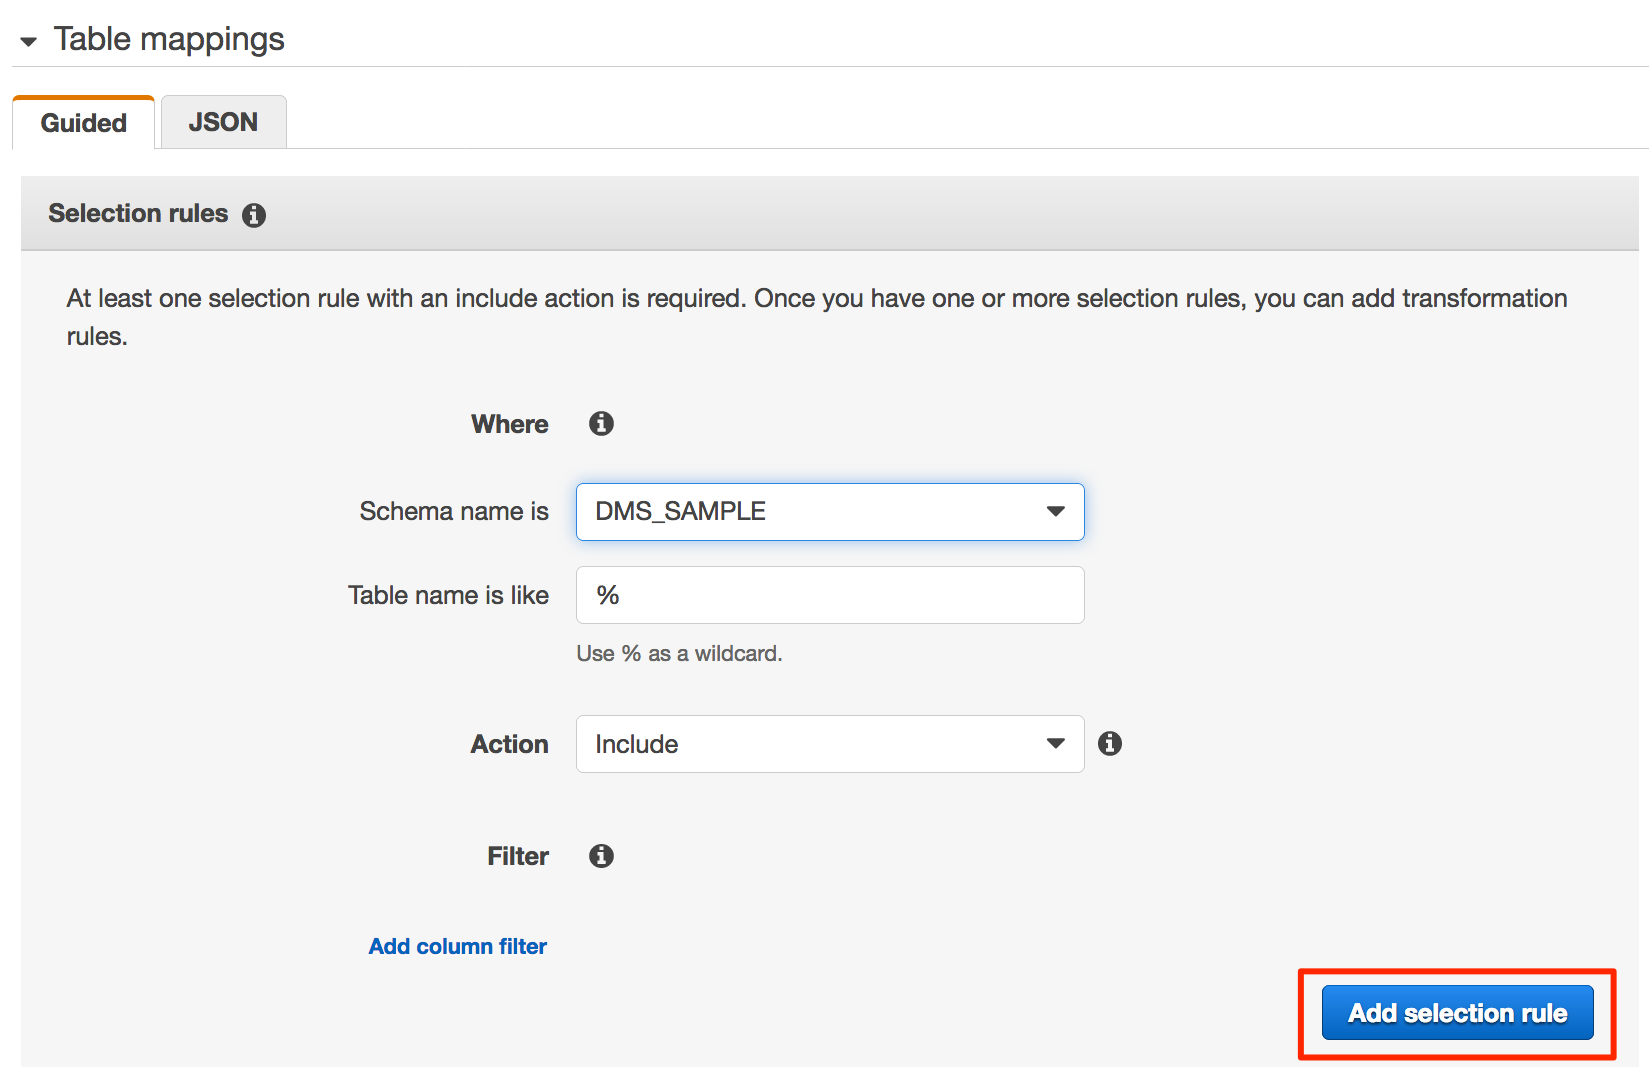 Table mappings
Guided
JSON
Selection rules
At least one selection rule with an include action is required. Once you have one or more selection rules, you can add transformation
rules.
Where
Schema name is
DMS_SAMPLE
Table name is like
%
Use % as a wildcard.
Action
Include
Filter
Add column filter
Add selection rule